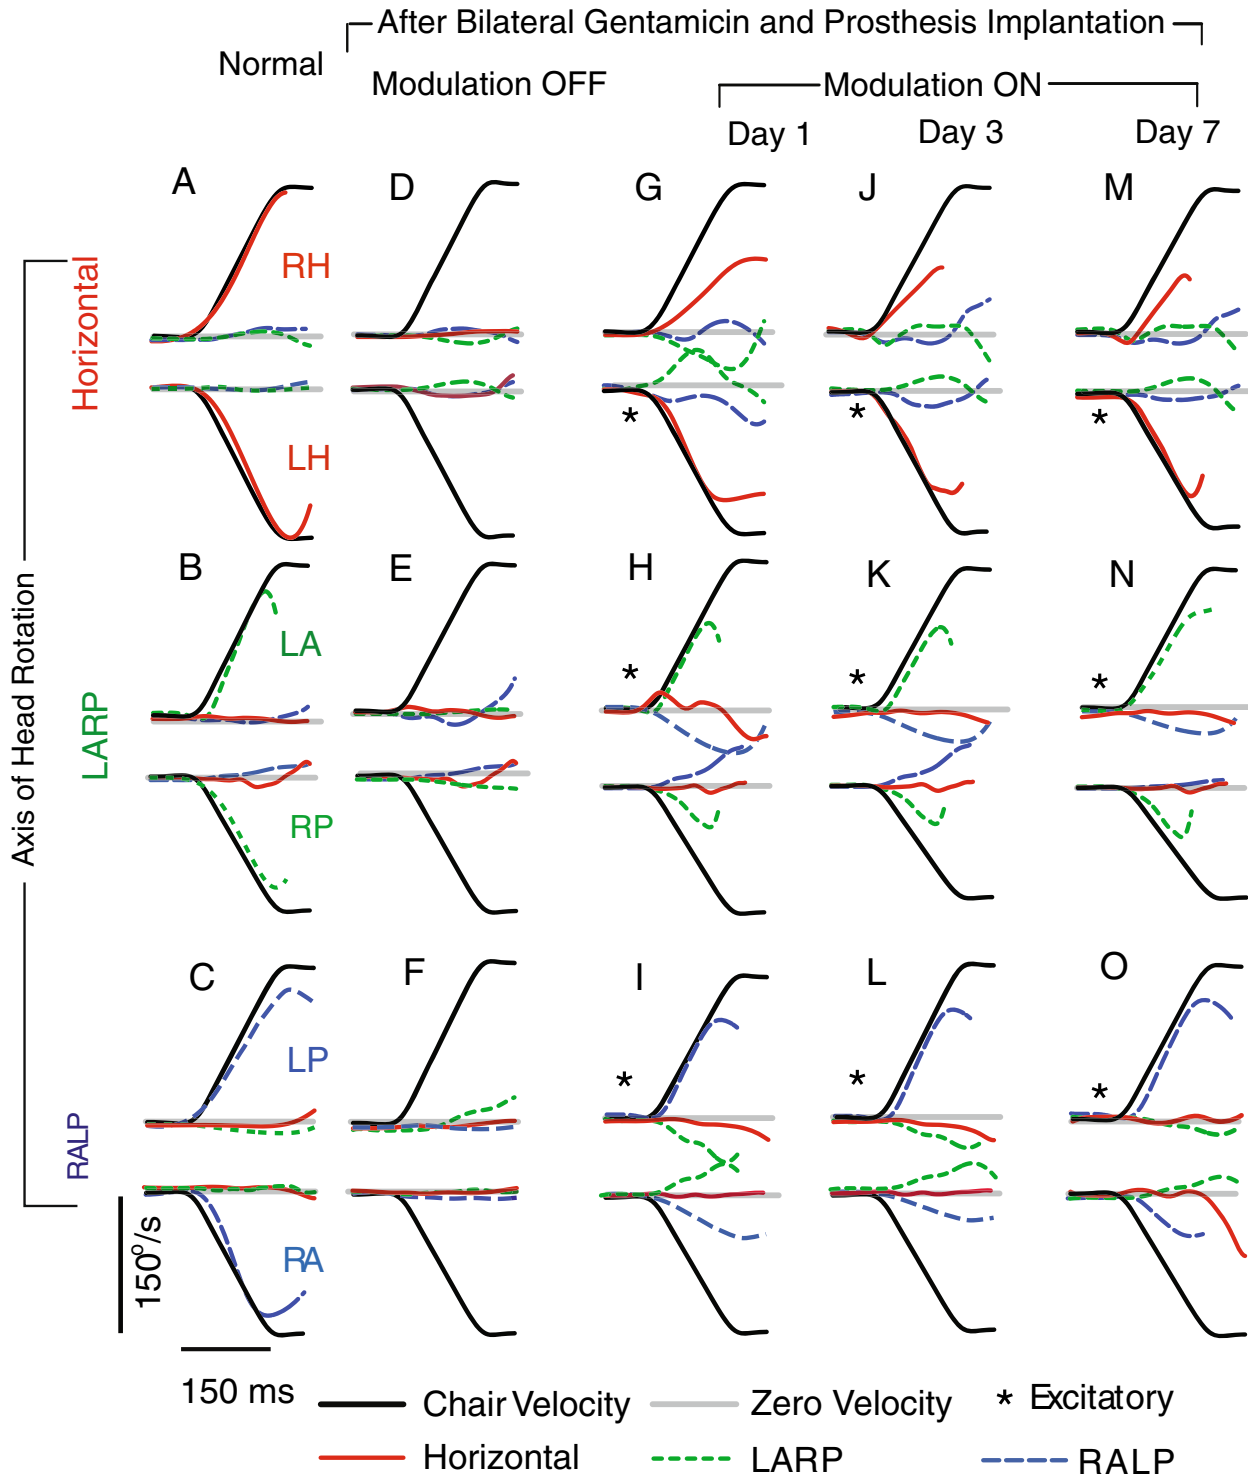 After Bilateral Gentamicin and Prosthesis Implantation
Normal
Modulation OFF
Modulation ON
Day 1
Day 3
Day 7
A
D
G
J
M
Horizontal
RH
LH
B
E
H
K
N
Axis of Head Rotation
LARP
LA
RP
*
C
F
I
L
O
RALP
LP
RA
*
*
*
*
*
*
*
*
150°/s
150 ms
Chair Velocity
Zero Velocity
* Excitatory
Horizontal
LARP
RALP